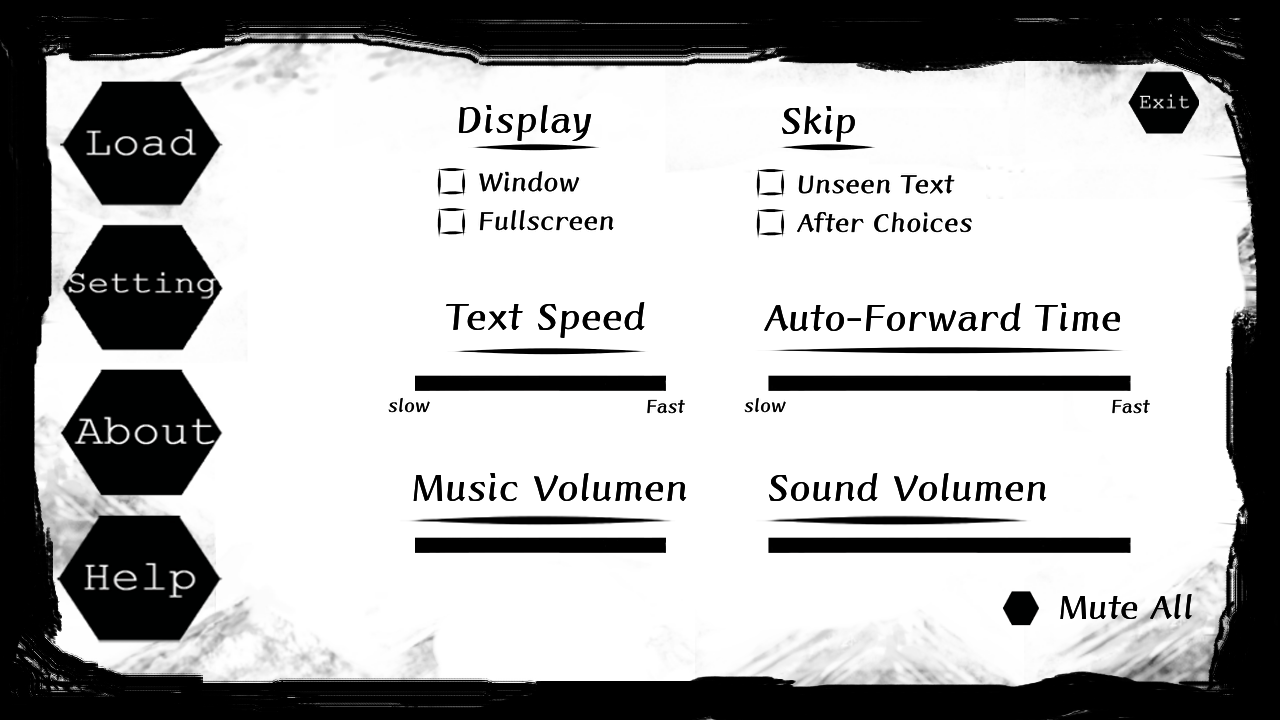 Load
Setting
About
Help
Exit
Display
Window
Fullscreen
Skip
Unseen Text
After Choices
Text Speed
slow
Fast
Auto-Forward Time
slow
Fast
Music Volumen
Sound Volumen
Mute All